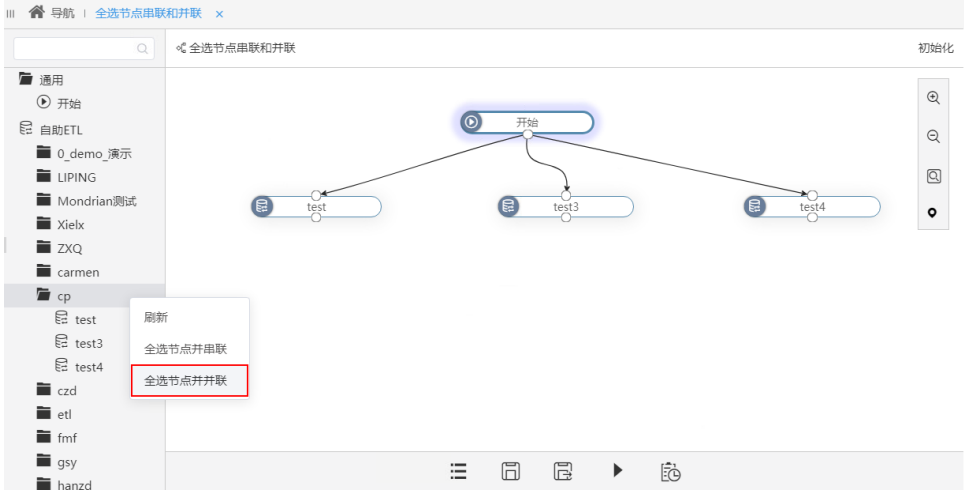 导航 全选节点串联和并联 ×
全选节点串联和并联 初始化
通用
开始
自助ETL
0_demo_演示
LIPING
Mondrian测试
Xielx
ZXQ
carmen
cp
test
test3
test4
czd
etl
fmf
gsy
hanzd
刷新
全选节点并串联
全选节点并并联
开始
test test3 test4